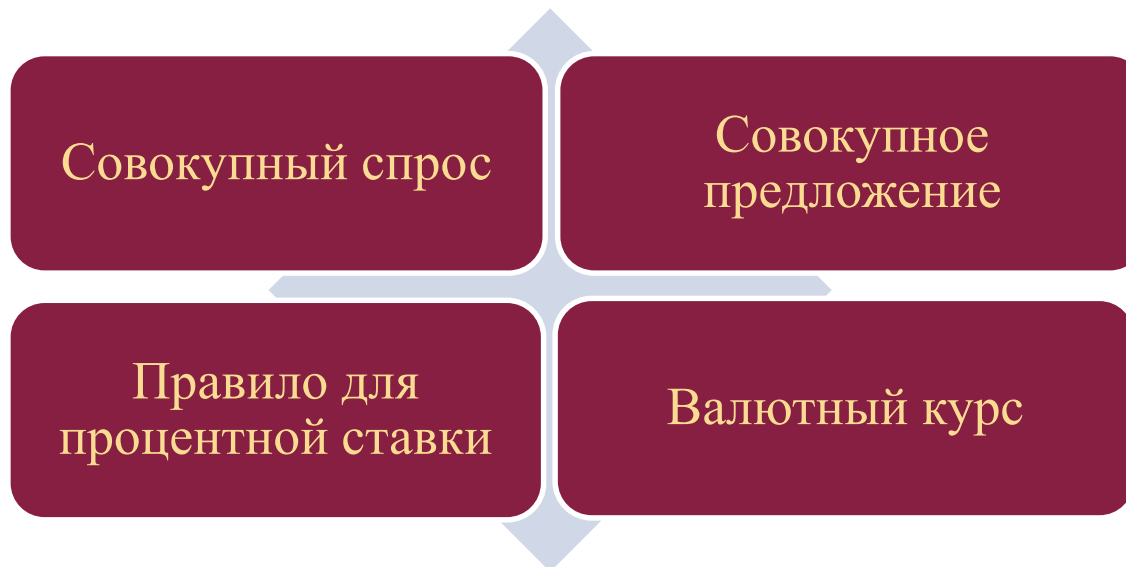 Совокупный спрос
Совокупное
предложение
Правило для
процентной ставки
Валютный курс